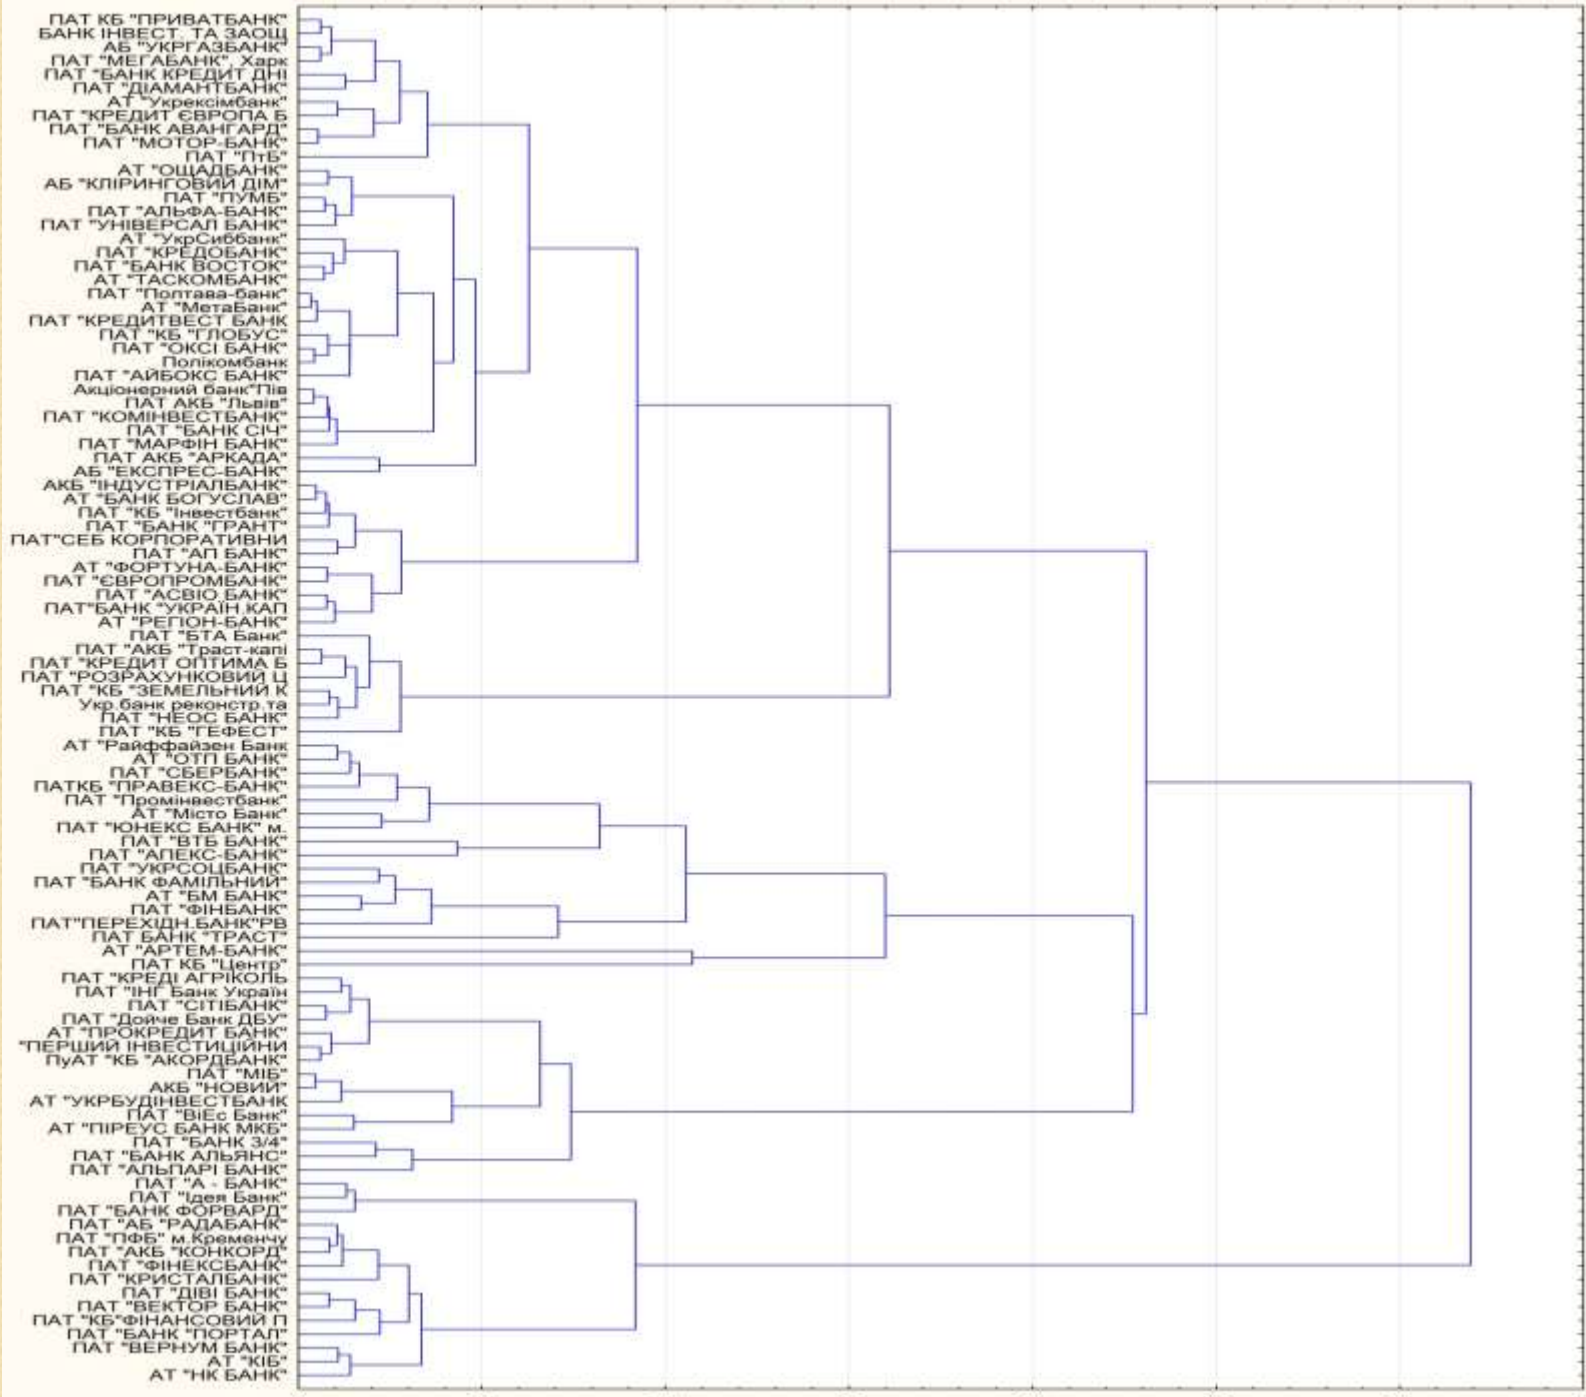 ПАТ КБ "ПРИВАТБАНК"
БАНК ІНВЕСТ. ТА ЗАОЩ
АБ "УКРГАЗБАНК"
ПАТ "МЕГАБАНК", Харк
ПАТ "БАНК КРЕДИТ ДНІ
ПАТ "ДІАМАНТБАНК"
АТ "Укрексімбанк"
ПАТ "КРЕДИТ ЄВРОПА Б
ПАТ "БАНК АВАНГАРД"
ПАТ "МОТОР-БАНК"
ПАТ "ПтБ"
АТ "ОЩАДБАНК"
АБ "КЛІРИНГОВИЙ ДІМ"
ПАТ "ПУМБ"
ПАТ "АЛЬФА-БАНК"
ПАТ "УНІВЕРСАЛ БАНК"
АТ "УкрСиббанк"
ПАТ "КРЕДОБАНК"
ПАТ "БАНК ВОСТОК"
АТ "ТАСКОМБАНК"
ПАТ "Полтава-банк"
АТ "МетаБанк"
ПАТ "КРЕДИТВЕСТ БАНК
ПАТ "КБ "ГЛОБУС"
ПАТ "ОКСІ БАНК"
Полікомбанк
ПАТ "АЙБОКС БАНК"
Акціонерний банк"Пів
ПАТ АКБ "Львів"
ПАТ "КОМІНВЕСТБАНК"
ПАТ "БАНК СІЧ"
ПАТ "МАРФІН БАНК"
ПАТ АКБ "АРКАДА"
АБ "ЕКСПРЕС-БАНК"
АКБ "ІНДУСТРІАЛБАНК"
АТ "БАНК БОГУСЛАВ"
ПАТ "КБ "Інвестбанк"
ПАТ "БАНК "ГРАНТ"
ПАТ"СЕБ КОРПОРАТИВНИ
ПАТ "АП БАНК"
АТ "ФОРТУНА-БАНК"
ПАТ "ЄВРОПРОМБАНК"
ПАТ "АСВІО БАНК"
ПАТ"БАНК "УКРАЇН.КАП
АТ "РЕГІОН-БАНК"
ПАТ "БТА Банк"
ПАТ "АКБ "Траст-капі
ПАТ "КРЕДИТ ОПТИМА Б
ПАТ "РОЗРАХУНКОВИЙ Ц
ПАТ "КБ "ЗЕМЕЛЬНИЙ К
Укр.банк реконстр.та
ПАТ "НЕОС БАНК"
ПАТ "КБ "ГЕФЕСТ"
АТ "Райффайзен Банк
АТ "ОТП БАНК"
ПАТ "СБЕРБАНК"
ПАТКБ "ПРАВЕКС-БАНК"
ПАТ "Промінвестбанк"
АТ "Місто Банк"
ПАТ "ЮНЕКС БАНК" м.
ПАТ "ВТБ БАНК"
ПАТ "АПЕКС-БАНК"
ПАТ "УКРСОЦБАНК"
ПАТ "БАНК ФАМІЛЬНИЙ"
АТ "БМ БАНК"
ПАТ "ФІНБАНК"
ПАТ"ПЕРЕХІДН.БАНК"РВ
ПАТ БАНК "ТРАСТ"
АТ "АРТЕМ-БАНК"
ПАТ КБ "Центр"
ПАТ "КРЕДІ АГРІКОЛЬ
ПАТ "ІНГ Банк Україн
ПАТ "СІТІБАНК"
ПАТ "Дойче Банк ДБУ"
АТ "ПРОКРЕДИТ БАНК"
"ПЕРШИЙ ІНВЕСТИЦІЙНИ
ПуАТ "КБ "АКОРДБАНК"
ПАТ "МІБ"
АКБ "НОВИЙ"
АТ "УКРБУДІНВЕСТБАНК
ПАТ "ВіЕс Банк"
АТ "ПІРЕУС БАНК МКБ"
ПАТ "БАНК 3/4"
ПАТ "БАНК АЛЬЯНС"
ПАТ "АЛЬПАРІ БАНК"
ПАТ "А - БАНК"
ПАТ "Ідея Банк"
ПАТ "БАНК ФОРВАРД"
ПАТ "АБ "РАДАБАНК"
ПАТ "ПФБ" м.Кременчу
ПАТ "АКБ "КОНКОРД"
ПАТ "ФІНЕКСБАНК"
ПАТ "КРИСТАЛБАНК"
ПАТ "ДІВІ БАНК"
ПАТ "ВЕКТОР БАНК"
ПАТ "КБ"ФІНАНСОВИЙ П
ПАТ "БАНК "ПОРТАЛ"
ПАТ "ВЕРНУМ БАНК"
АТ "КІБ"
АТ "НК БАНК"